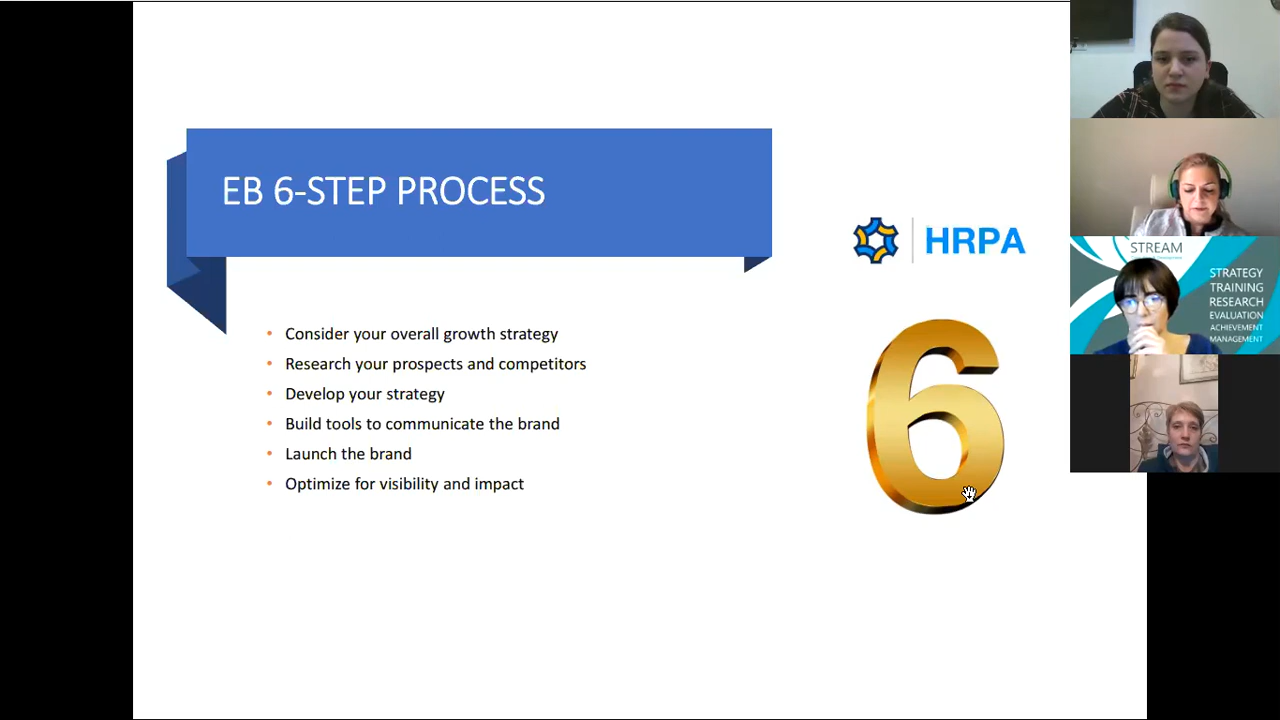 EB 6-STEP PROCESS
HRPA
Consider your overall growth strategy
Research your prospects and competitors
Develop your strategy
Build tools to communicate the brand
Launch the brand
Optimize for visibility and impact
6
STREAM
STRATEGY
TRAINING
RESEARCH
EVALUATION
ACHIEVEMENT
MANAGEMENT